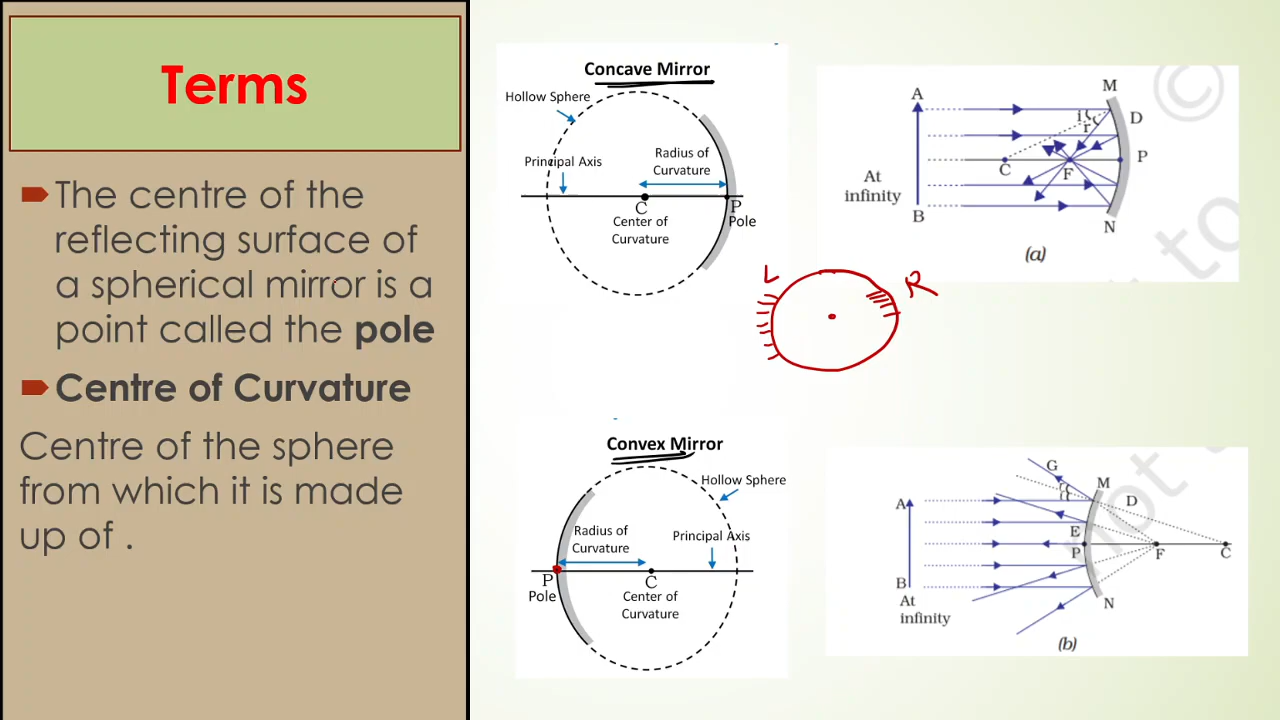 Terms
The centre of the
reflecting surface of
a spherical mirror is a
point called the pole
Centre of Curvature
Centre of the sphere
from which it is made
up of .
Concave Mirror
Hollow Sphere
Principal Axis
Radius of
Curvature
C
Center of
Curvature
P
Pole
A
At
infinity
B
M
D
i
r
P
C
F
N
(a)
©
not to
L
R
Convex Mirror
Hollow Sphere
Radius of
Curvature
Principal Axis
P
Pole
C
Center of
Curvature
G
M
A
D
E
P
F
C
B
At
infinity
N
(b)
not